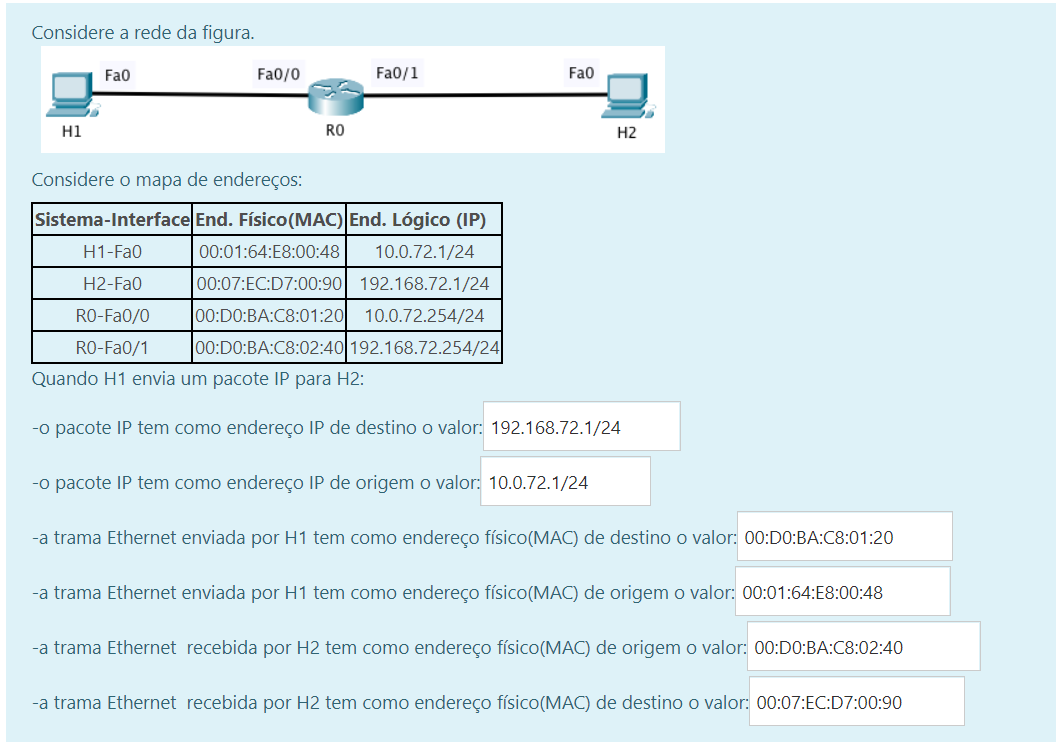 Considere a rede da figura.
Fa0 Fa0/0 Fa0/1 Fa0
H1 R0 H2
Considere o mapa de endereços:
Sistema-Interface End. Físico(MAC) End. Lógico (IP)
H1-Fa0 00:01:64:E8:00:48 10.0.72.1/24
H2-Fa0 00:07:EC:D7:00:90 192.168.72.1/24
R0-Fa0/0 00:D0:BA:C8:01:20 10.0.72.254/24
R0-Fa0/1 00:D0:BA:C8:02:40 192.168.72.254/24
Quando H1 envia um pacote IP para H2:
-o pacote IP tem como endereço IP de destino o valor: 192.168.72.1/24
-o pacote IP tem como endereço IP de origem o valor: 10.0.72.1/24
-a trama Ethernet enviada por H1 tem como endereço físico(MAC) de destino o valor: 00:D0:BA:C8:01:20
-a trama Ethernet enviada por H1 tem como endereço físico(MAC) de origem o valor: 00:01:64:E8:00:48
-a trama Ethernet  recebida por H2 tem como endereço físico(MAC) de origem o valor: 00:D0:BA:C8:02:40
-a trama Ethernet  recebida por H2 tem como endereço físico(MAC) de destino o valor: 00:07:EC:D7:00:90